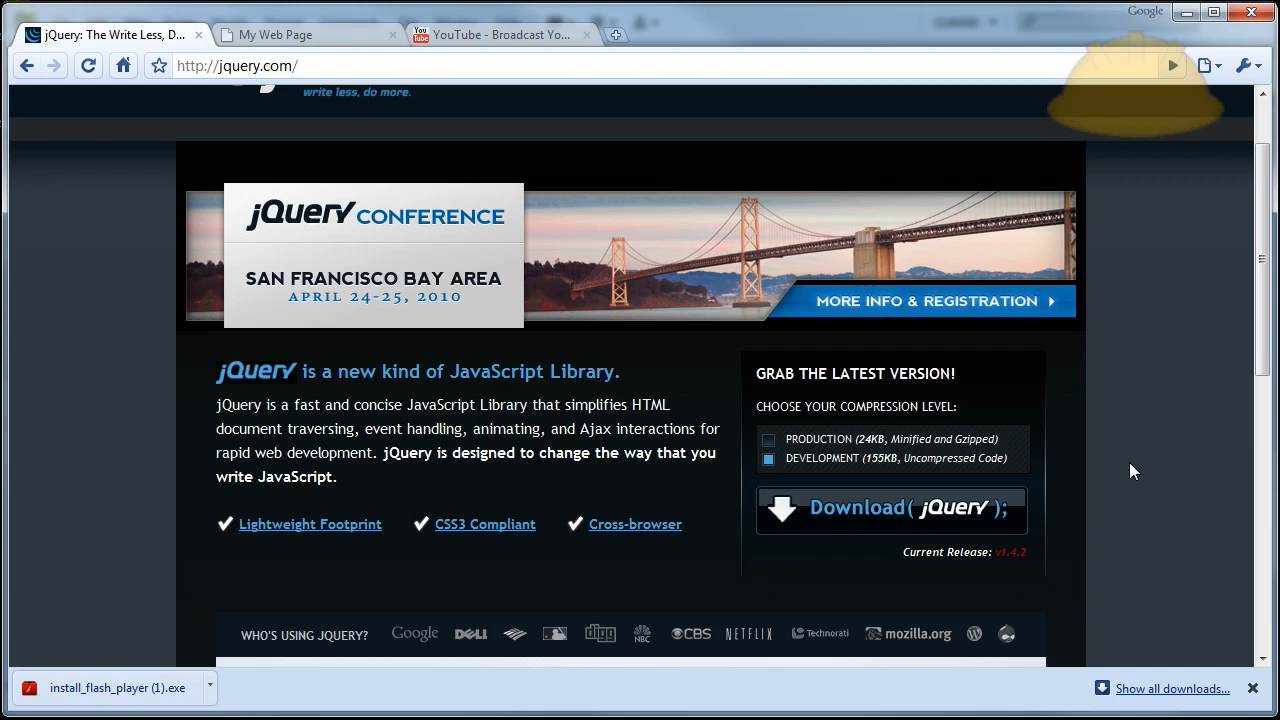 Google
jQuery: The Write Less, D...
My Web Page
YouTube - Broadcast Yo...
http://jquery.com/
write less, do more.
jQuery CONFERENCE
SAN FRANCISCO BAY AREA
APRIL 24-25, 2010
MORE INFO & REGISTRATION
jQuery is a new kind of JavaScript Library.
jQuery is a fast and concise JavaScript Library that simplifies HTML
document traversing, event handling, animating, and Ajax interactions for
rapid web development. jQuery is designed to change the way that you
write JavaScript.
Lightweight Footprint
CSS3 Compliant
Cross-browser
GRAB THE LATEST VERSION!
CHOOSE YOUR COMPRESSION LEVEL:
PRODUCTION (24KB, Minified and Gzipped)
DEVELOPMENT (155KB, Uncompressed Code)
Download( jQuery );
Current Release: v1.4.2
WHO'S USING JQUERY?
Google
DELL
digg
NBC
CBS
NETFLIX
Technorati
mozilla.org
install_flash_player (1).exe
Show all downloads...